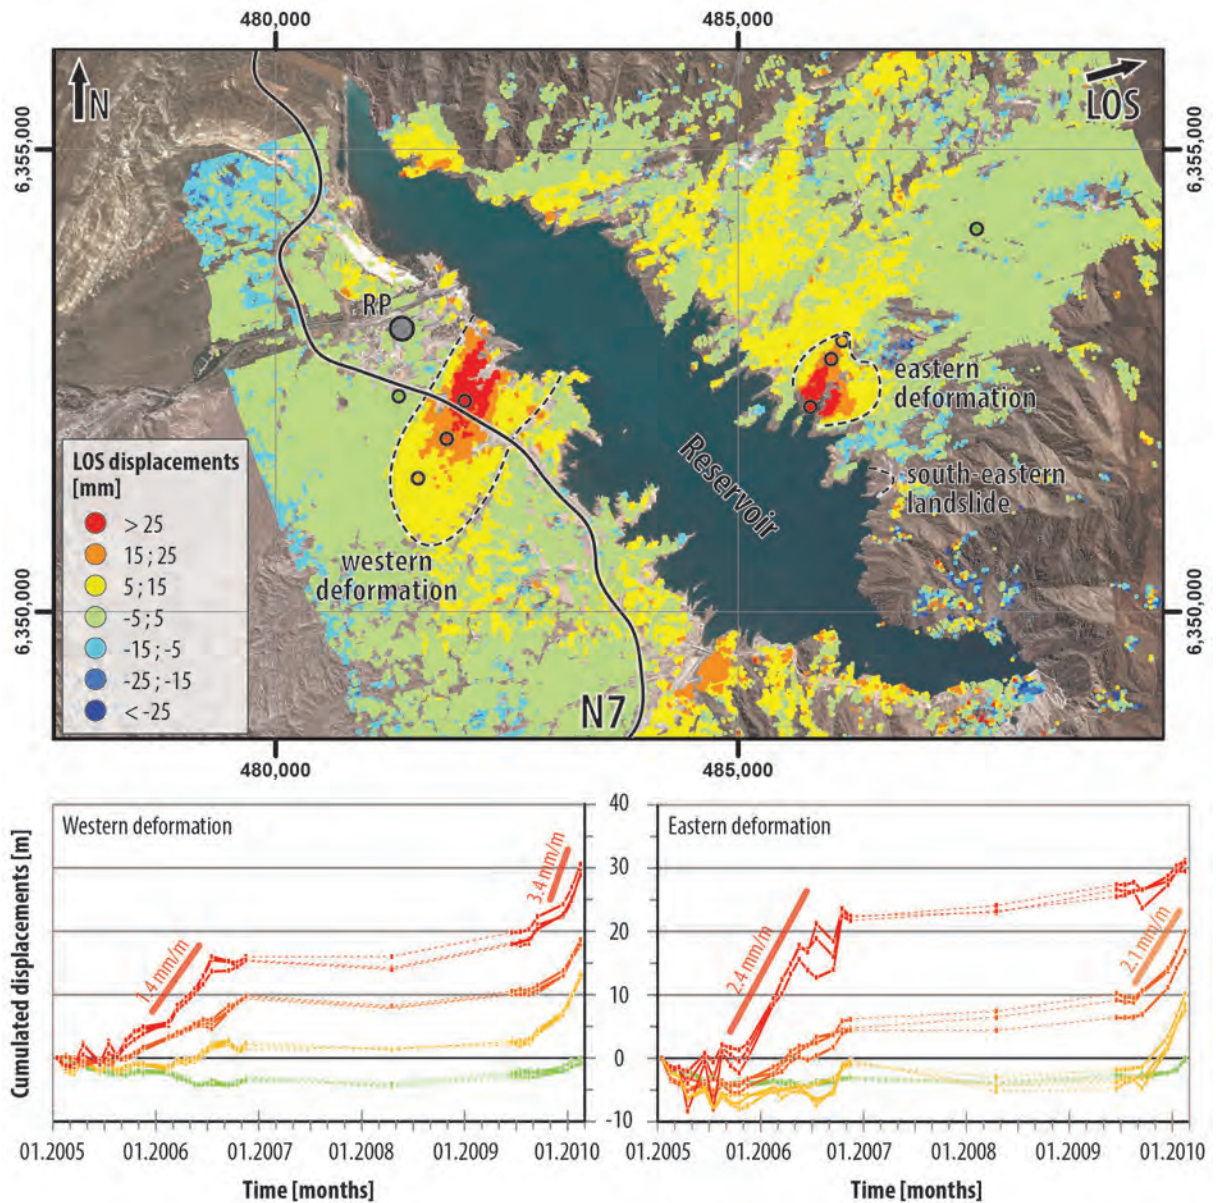 480,000
485,000
N
LOS
6,355,000
6,355,000
RP
eastern
deformation
Reservoir
south-eastern
landslide
LOS displacements
[mm]
> 25
15 ; 25
5 ; 15
-5 ; 5
-15 ; -5
-25 ; -15
< -25
western
deformation
6,350,000
6,350,000
N7
480,000
485,000
Cumulated displacements [m]
Western deformation
1.4 mm/m
3.4 mm/m
40
30
20
10
0
-10
Eastern deformation
2.4 mm/m
2.1 mm/m
01.2005
01.2006
01.2007
01.2008
01.2009
01.2010
01.2005
01.2006
01.2007
01.2008
01.2009
01.2010
Time [months]
Time [months]